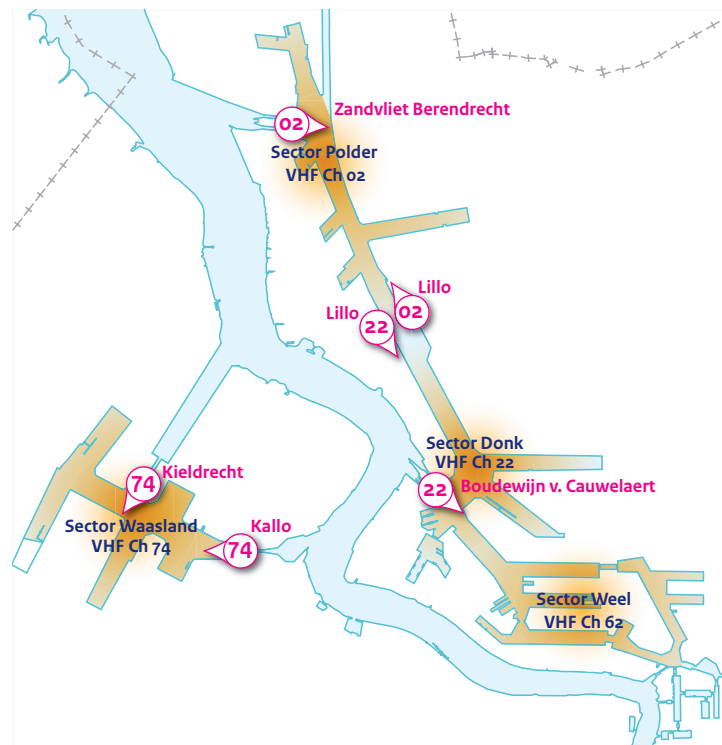 Zandvliet Berendrecht
02
Sector Polder
VHF Ch 02
Lillo
02
Lillo
22
Sector Donk
VHF Ch 22
22
Boudewijn v. Cauwelaert
Kieldrecht
74
Sector Waasland
VHF Ch 74
Kallo
74
Sector Weel
VHF Ch 62